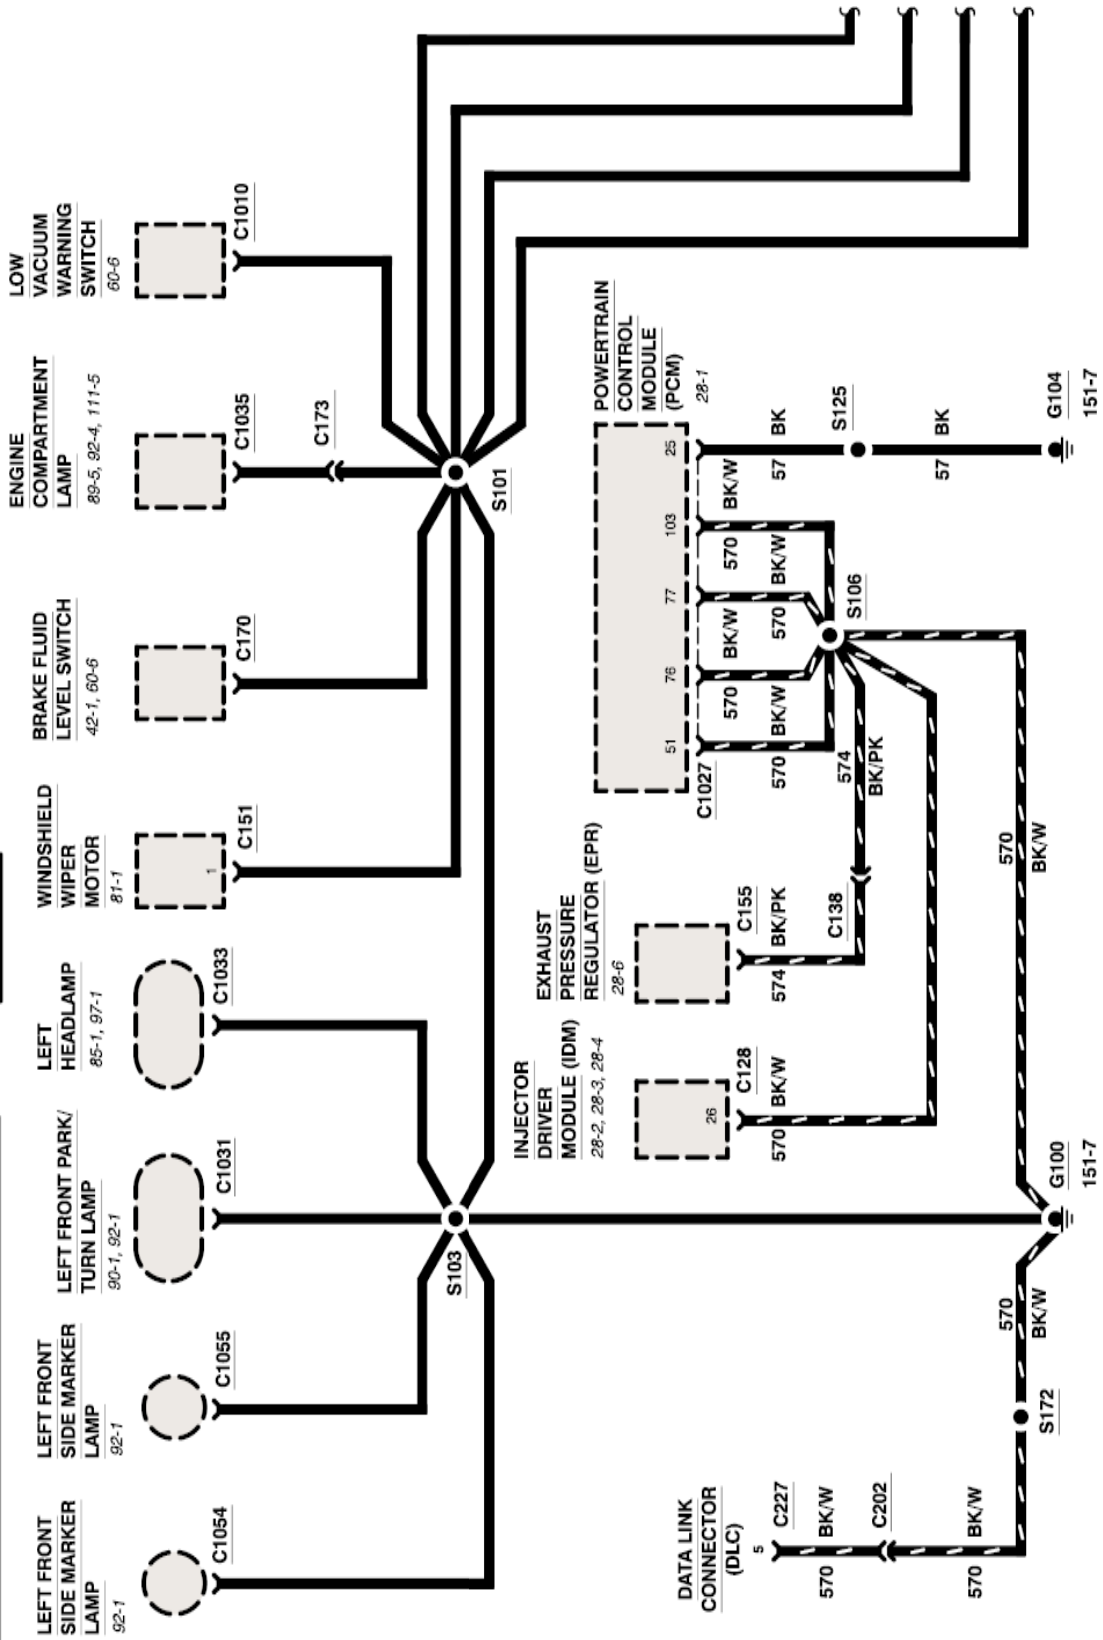 LEFT FRONT
SIDE MARKER
LAMP
92-1
C1054
LEFT FRONT
SIDE MARKER
LAMP
92-1
C1055
LEFT FRONT PARK/
TURN LAMP
90-1, 92-1
C1031
LEFT
HEADLAMP
85-1, 97-1
C1033
WINDSHIELD
WIPER
MOTOR
81-1
1
C151
BRAKE FLUID
LEVEL SWITCH
42-1, 60-6
C170
ENGINE
COMPARTMENT
LAMP
89-5, 92-4, 111-5
C1035
C173
LOW
VACUUM
WARNING
SWITCH
60-6
C1010
S103
S101
INJECTOR
DRIVER
MODULE (IDM)
28-2, 28-3, 28-4
26
C128
570
BK/W
EXHAUST
PRESSURE
REGULATOR (EPR)
28-6
C155
574
BK/PK
C138
574
BK/PK
POWERTRAIN
CONTROL
MODULE
(PCM)
28-1
51
76
77
103
25
C1027
570
BK/W
570
BK/W
570
BK/W
570
BK/W
57
BK
S106
S125
57
BK
G104
151-7
DATA LINK
CONNECTOR
(DLC)
5
C227
570
BK/W
C202
570
BK/W
S172
570
BK/W
570
BK/W
G100
151-7